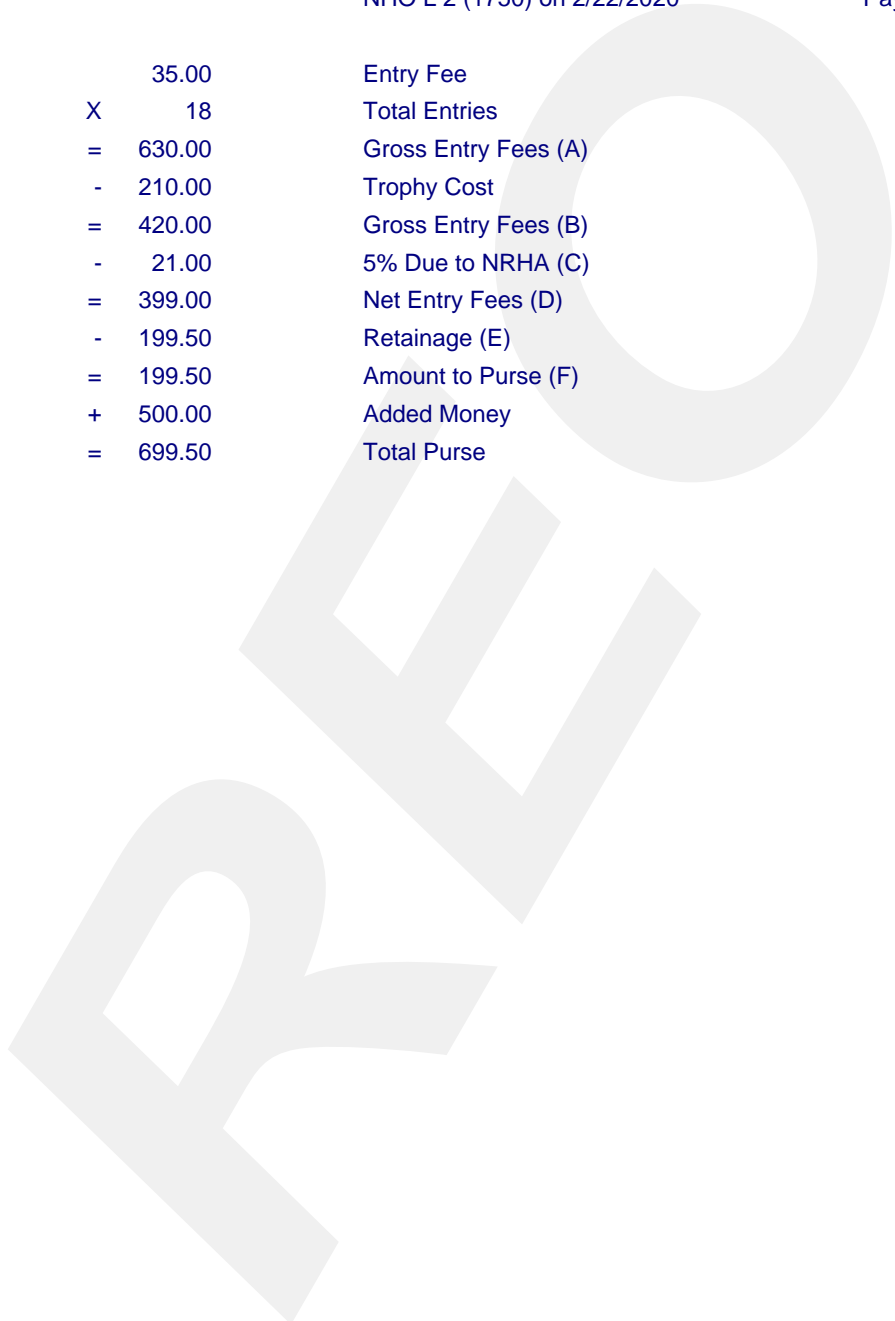 35.00 Entry Fee
X 18 Total Entries
= 630.00 Gross Entry Fees (A)
- 210.00 Trophy Cost
= 420.00 Gross Entry Fees (B)
- 21.00 5% Due to NRHA (C)
= 399.00 Net Entry Fees (D)
- 199.50 Retainage (E)
= 199.50 Amount to Purse (F)
+ 500.00 Added Money
= 699.50 Total Purse
REO